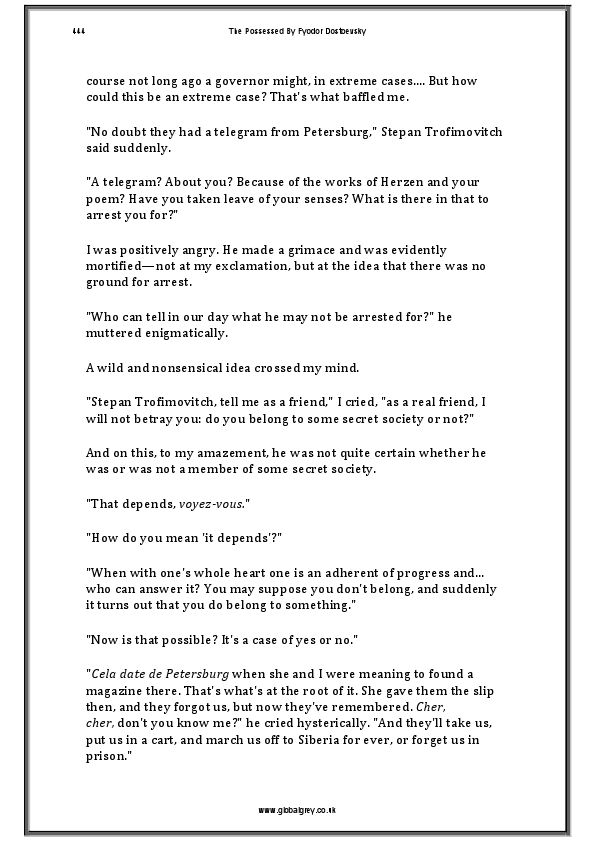 444 The Possessed By Fyodor Dostoevsky
course not long ago a governor might, in extreme cases.... But how
could this be an extreme case? That's what baffled me.
"No doubt they had a telegram from Petersburg," Stepan Trofimovitch
said suddenly.
"A telegram? About you? Because of the works of Herzen and your
poem? Have you taken leave of your senses? What is there in that to
arrest you for?"
I was positively angry. He made a grimace and was evidently
mortified—not at my exclamation, but at the idea that there was no
ground for arrest.
"Who can tell in our day what he may not be arrested for?" he
muttered enigmatically.
A wild and nonsensical idea crossed my mind.
"Stepan Trofimovitch, tell me as a friend," I cried, "as a real friend, I
will not betray you: do you belong to some secret society or not?"
And on this, to my amazement, he was not quite certain whether he
was or was not a member of some secret society.
"That depends, voyez-vous."
"How do you mean 'it depends'?"
"When with one's whole heart one is an adherent of progress and...
who can answer it? You may suppose you don't belong, and suddenly
it turns out that you do belong to something."
"Now is that possible? It's a case of yes or no."
"Cela date de Petersburg when she and I were meaning to found a
magazine there. That's what's at the root of it. She gave them the slip
then, and they forgot us, but now they've remembered. Cher,
cher, don't you know me?" he cried hysterically. "And they'll take us,
put us in a cart, and march us off to Siberia for ever, or forget us in
prison."
www.globalgrey.co.uk